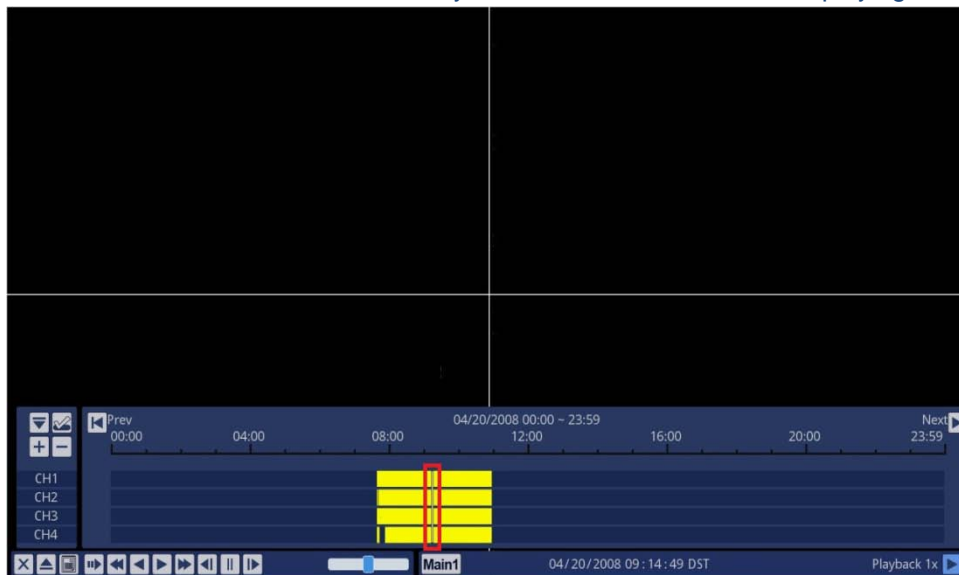 Prev 04/20/2008 00:00 ~ 23:59 Next
00:00 04:00 08:00 12:00 16:00 20:00 23:59
CH1
CH2
CH3
CH4
Main1 04/20/2008 09:14:49 DST Playback 1x